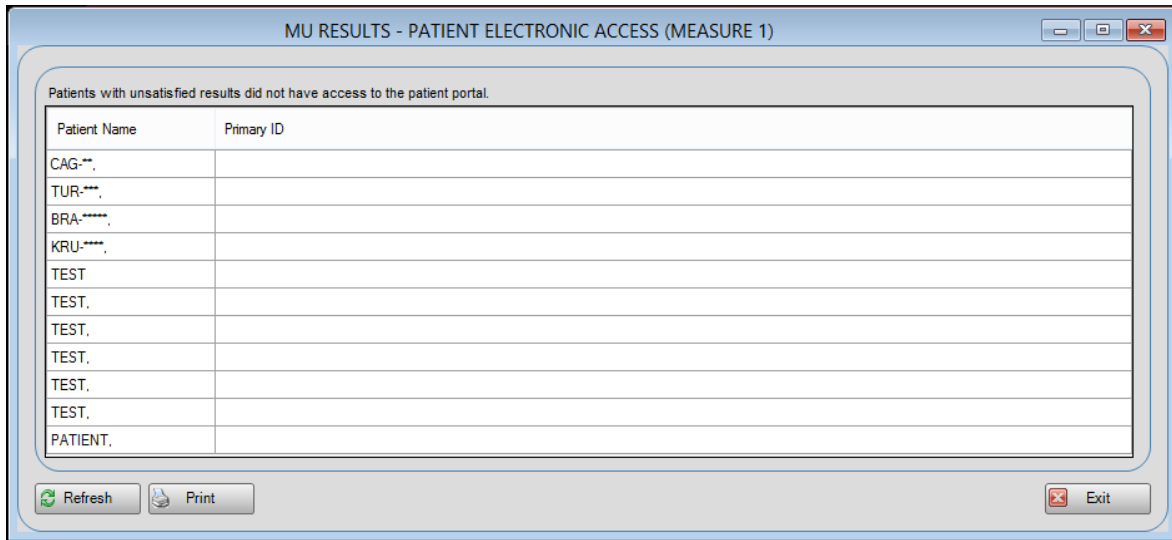 MU RESULTS - PATIENT ELECTRONIC ACCESS (MEASURE 1)
Patients with unsatisfied results did not have access to the patient portal.
Patient Name Primary ID
CAG-**,
TUR-***,
BRA-*****,
KRU-****,
TEST
TEST,
TEST,
TEST,
TEST,
TEST,
PATIENT,
Refresh Print Exit